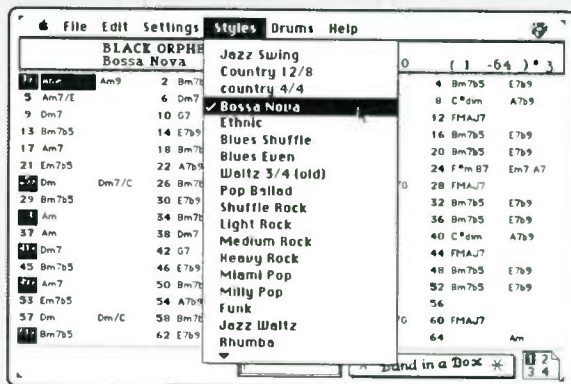 File Edit Settings Styles Drums Help
BLACK ORPHE
Bossa Nova
( 1 -64 )* 3
Jazz Swing
Country 12/8
country 4/4
✓ Bossa Nova
Ethnic
Blues Shuffle
Blues Even
Waltz 3/4 (old)
Pop Ballad
Shuffle Rock
Light Rock
Medium Rock
Heavy Rock
Miami Pop
Milly Pop
Funk
Jazz Waltz
Rhumba
Am9 2 Bm7b 4 Bm7b5 E7b9
5 Am7/E 6 Dm7 8 C#dim A7b9
9 Dm7 10 G7 12 FMAJ7
13 Bm7b5 14 E7b9 16 Bm7b5 E7b9
17 Am7 18 Bm7b 20 Bm7b5 E7b9
21 Em7b5 22 A7b9 24 F#m B7 Em7 A7
Dm Dm7/C 26 Bm7b 28 FMAJ7
29 Bm7b5 30 E7b9 32 Bm7b5 E7b9
Am 34 Bm7b 36 Bm7b5 E7b9
37 Am 38 Dm7 40 C#dim A7b9
Dm7 42 G7 44 FMAJ7
45 Bm7b5 46 E7b9 48 Bm7b5 E7b9
Am7 50 Bm7b 52 Bm7b5 E7b9
53 Em7b5 54 A7b9 56
57 Dm Dm/C 58 Bm7b 60 FMAJ7
Bm7b5 62 E7b9 64 Am
Band in a Box
1 2
3 4